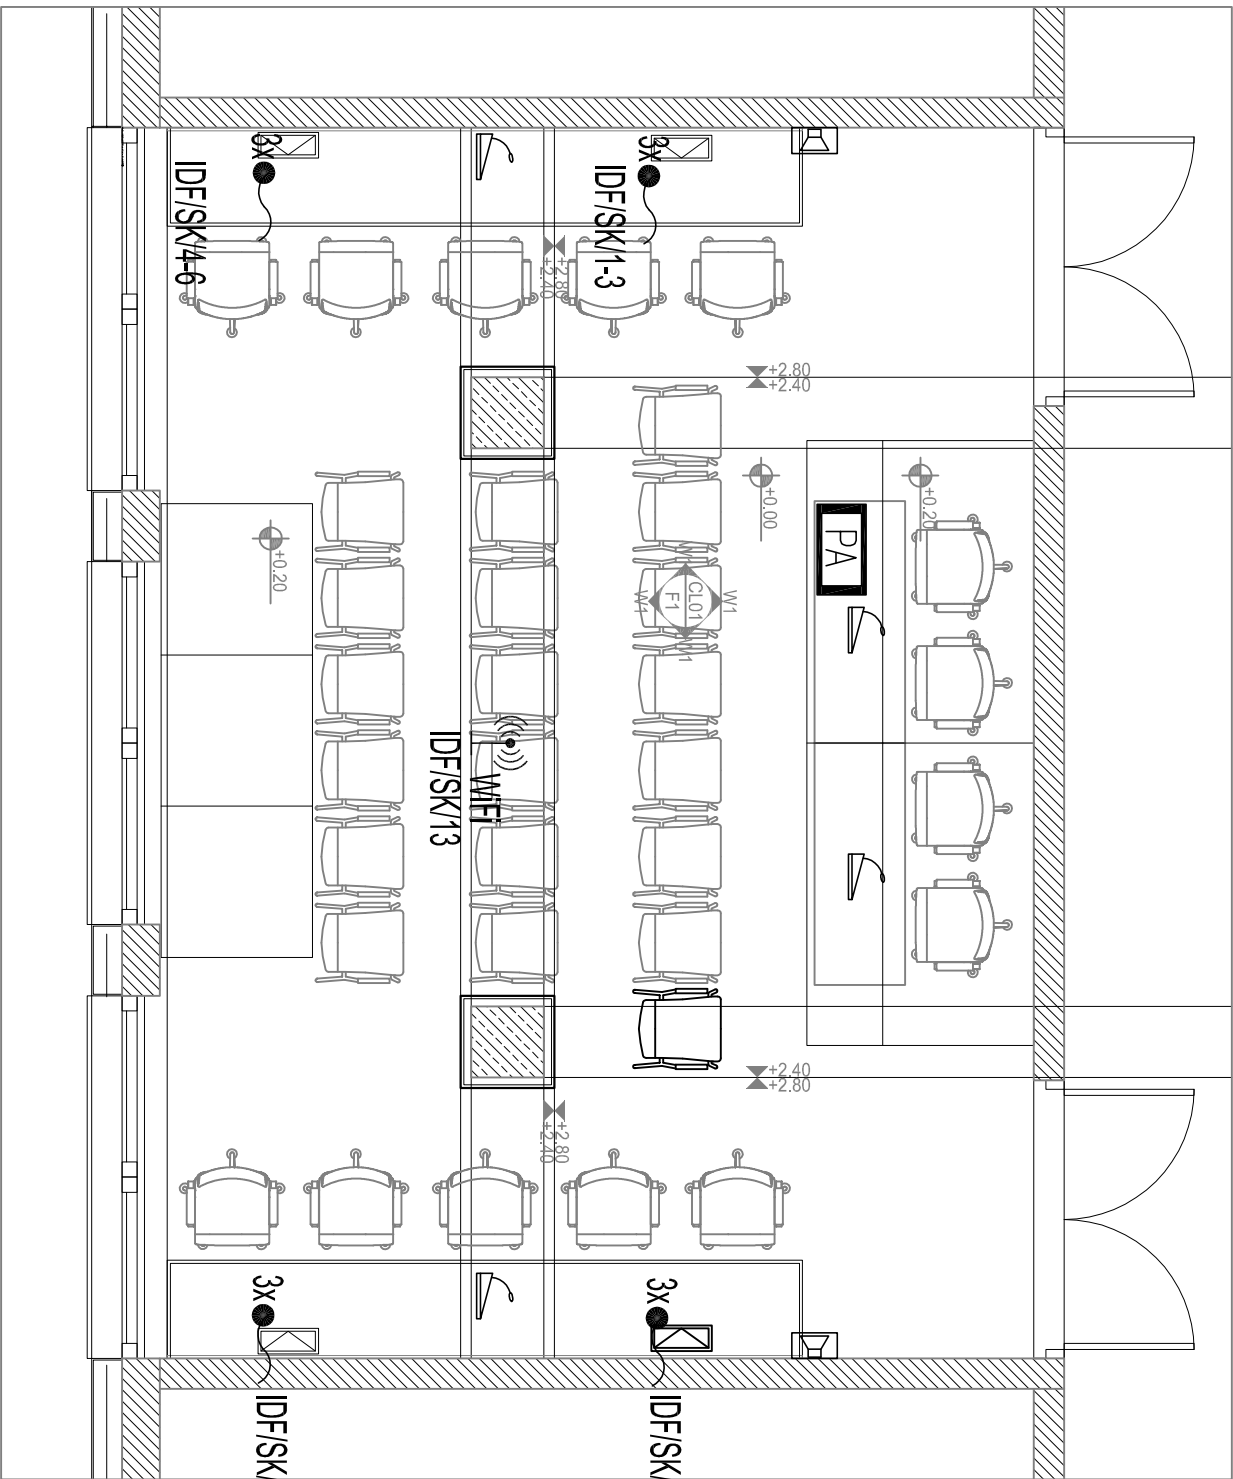 3x
IDF/SK/4-6
3x
IDF/SK/1-3
+2.80
+2.40
+2.80
+2.40
+0.00
+0.20
+0.20
PA
W1
W1
CL01
F1
W1
W1
WiFi
IDF/SK/13
+2.40
+2.80
+2.80
+2.40
3x
IDF/SK/
3x
IDF/SK/